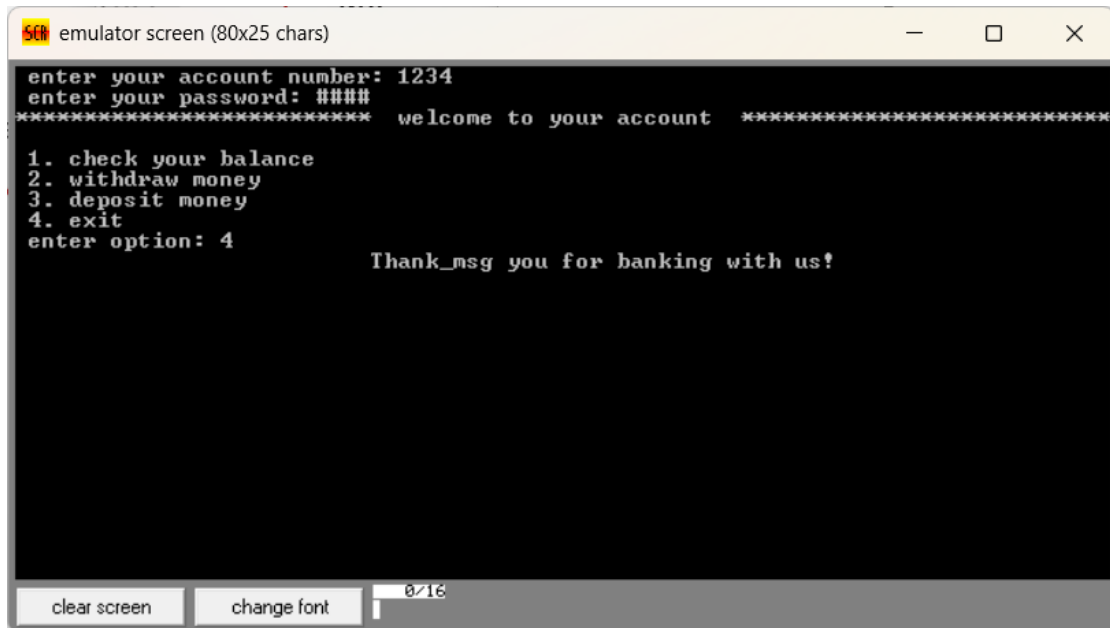 SCR emulator screen (80x25 chars)
enter your account number: 1234
enter your password: ####
************************** welcome to your account ***************************
1. check your balance
2. withdraw money
3. deposit money
4. exit
enter option: 4
Thank_msg you for banking with us!
clear screen change font 0/16